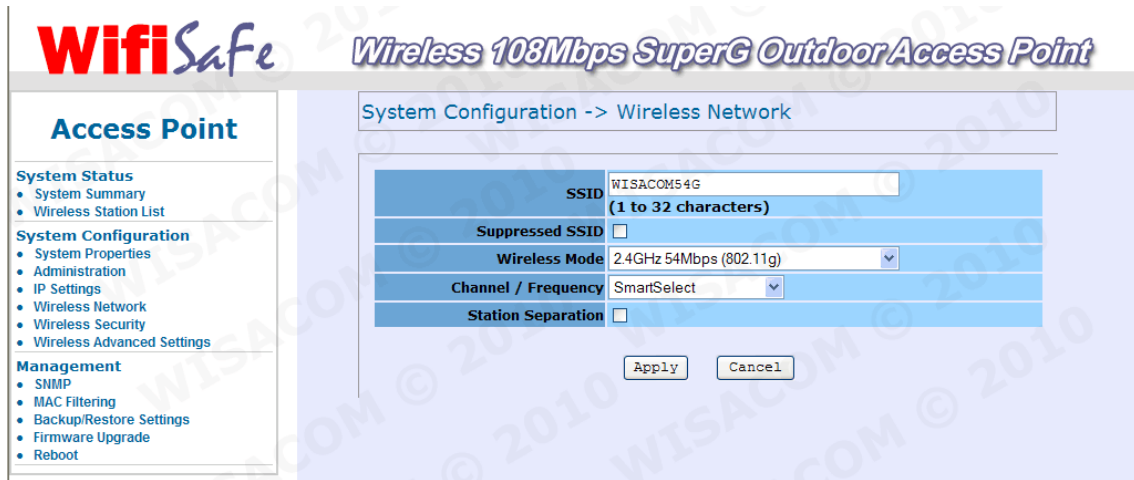 WifiSaFe
Wireless 108Mbps SuperG Outdoor Access Point
Access Point
System Status
• System Summary
• Wireless Station List
System Configuration
• System Properties
• Administration
• IP Settings
• Wireless Network
• Wireless Security
• Wireless Advanced Settings
Management
• SNMP
• MAC Filtering
• Backup/Restore Settings
• Firmware Upgrade
• Reboot
System Configuration -> Wireless Network
SSID WISACOM54G
(1 to 32 characters)
Suppressed SSID
Wireless Mode 2.4GHz 54Mbps (802.11g)
Channel / Frequency SmartSelect
Station Separation
Apply Cancel
WISACOM © 2010